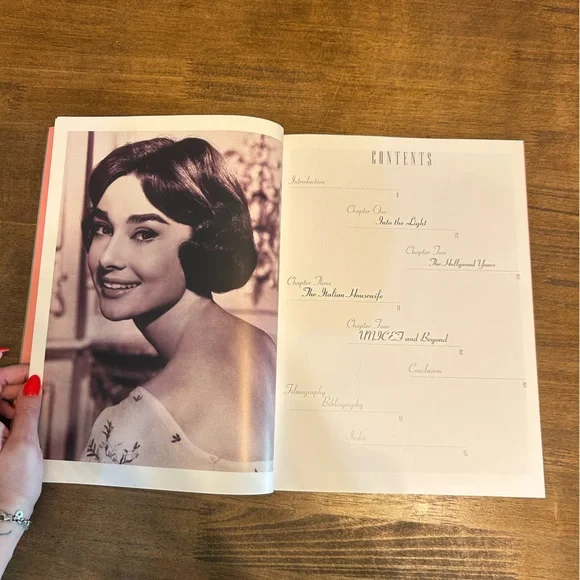 CONTENTS
Introduction
Chapter One
Into the Light
Chapter Two
The Hollywood Years
Chapter Three
The Italian Housewife
Chapter Four
UNICEF and Beyond
Conclusion
Filmography
Bibliography
Index